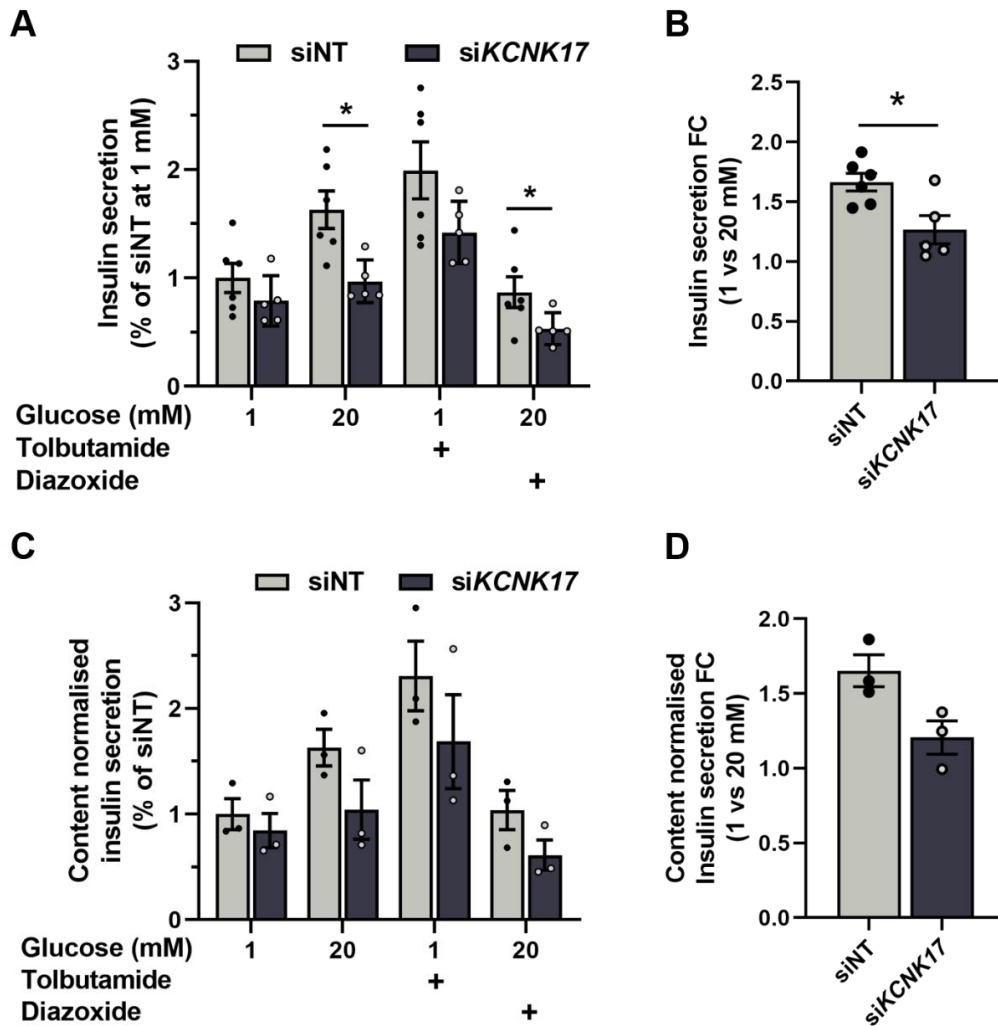 A
siNT
siKCNK17
Insulin secretion
(% of siNT at 1 mM)
3
2
1
0
*
*
Glucose (mM) 1 20 1 20
Tolbutamide +
Diazoxide +
B
Insulin secretion FC
(1 vs 20 mM)
2.5
2.0
1.5
1.0
0.5
0.0
*
siNT
siKCNK17
C
siNT
siKCNK17
Content normalised
insulin secretion
(% of siNT)
3
2
1
0
Glucose (mM) 1 20 1 20
Tolbutamide +
Diazoxide +
D
Content normalised
Insulin secretion FC
(1 vs 20 mM)
2.0
1.5
1.0
0.5
0.0
siNT
siKCNK17